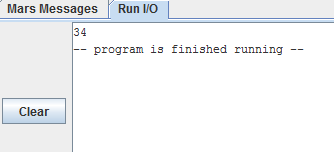 Mars Messages Run I/O
34
-- program is finished running --
Clear